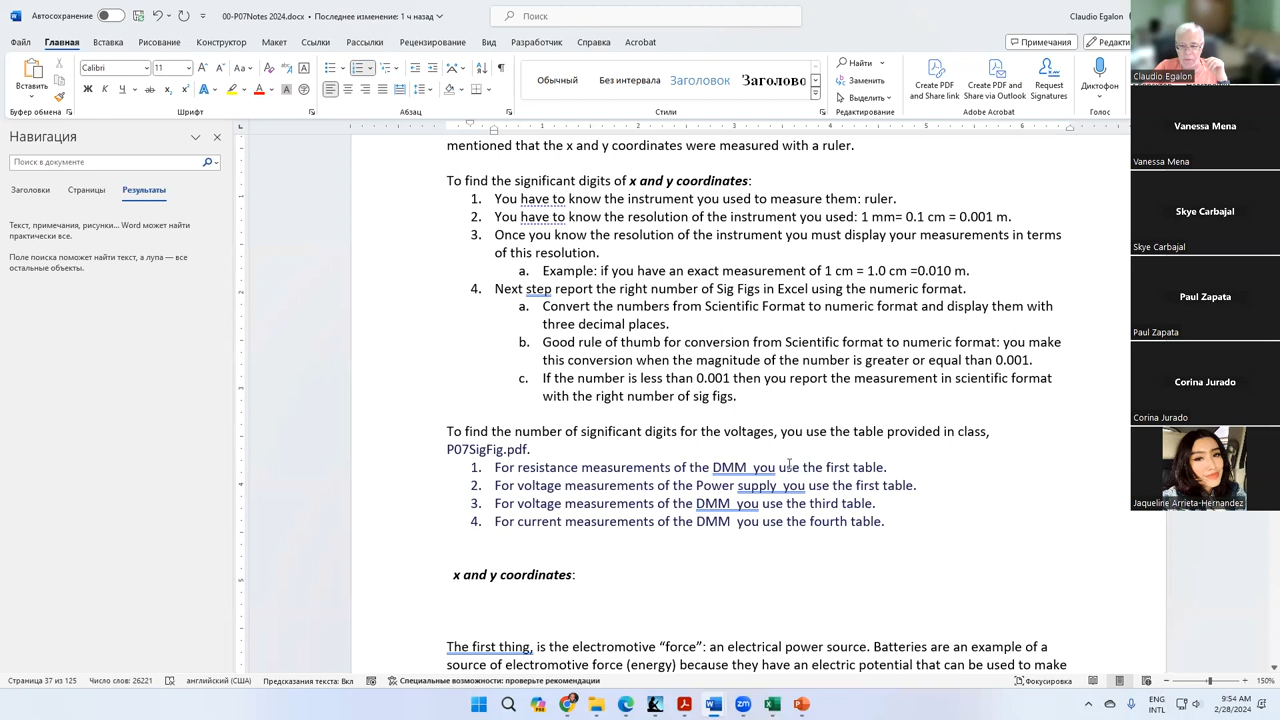 Автосохранение
00-P07Notes 2024.docx • Последнее изменение: 1 ч назад
Поиск
Claudio Egalon
Файл
Главная
Вставка
Рисование
Конструктор
Макет
Ссылки
Рассылки
Рецензирование
Вид
Разработчик
Справка
Acrobat
Примечания
Вставить
Буфер обмена
Calibri
11
Шрифт
Абзац
Обычный
Без интервала
Заголовок
Заголово
Стили
Найти
Заменить
Выделить
Create PDF and Share link
Create PDF and Share via Outlook
Request Signatures
Adobe Acrobat
Диктофон
Голос
Навигация
Поиск в документе
Заголовки
Страницы
Результаты
Текст, примечания, рисунки... Word может найти
практически все.
Поле поиска поможет найти текст, а лупа — все
остальные объекты.
mentioned that the x and y coordinates were measured with a ruler.
To find the significant digits of x and y coordinates:
1. You have to know the instrument you used to measure them: ruler.
2. You have to know the resolution of the instrument you used: 1 mm= 0.1 cm = 0.001 m.
3. Once you know the resolution of the instrument you must display your measurements in terms
of this resolution.
a. Example: if you have an exact measurement of 1 cm = 1.0 cm =0.010 m.
4. Next step report the right number of Sig Figs in Excel using the numeric format.
a. Convert the numbers from Scientific Format to numeric format and display them with
three decimal places.
b. Good rule of thumb for conversion from Scientific format to numeric format: you make
this conversion when the magnitude of the number is greater or equal than 0.001.
c. If the number is less than 0.001 then you report the measurement in scientific format
with the right number of sig figs.
To find the number of significant digits for the voltages, you use the table provided in class,
P07SigFig.pdf.
1. For resistance measurements of the DMM you use the first table.
2. For voltage measurements of the Power supply you use the first table.
3. For voltage measurements of the DMM you use the third table.
4. For current measurements of the DMM you use the fourth table.
x and y coordinates:
The first thing, is the electromotive “force”: an electrical power source. Batteries are an example of a
source of electromotive force (energy) because they have an electric potential that can be used to make
Claudio Egalon
Vanessa Mena
Vanessa Mena
Skye Carbajal
Skye Carbajal
Paul Zapata
Paul Zapata
Corina Jurado
Corina Jurado
Jaqueline Arrieta-Hernandez
Страница 37 из 125
Число слов: 26221
английский (США)
Предсказания текста: Вкл
Специальные возможности: проверьте рекомендации
Фокусировка
150%
ENG
INTL
9:54 AM
2/28/2024